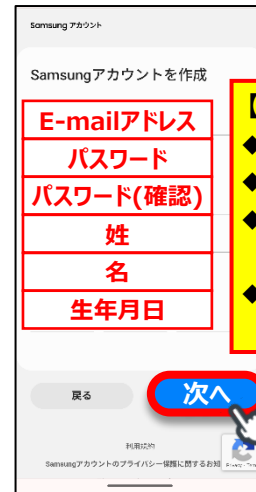 Samsung アカウント
Samsungアカウントを作成
E-mailアドレス
パスワード
パスワード(確認)
姓
名
生年月日
【
◆
◆
◆
◆
戻る
次へ
利用規約
Samsungアカウントのプライバシー保護に関するお知